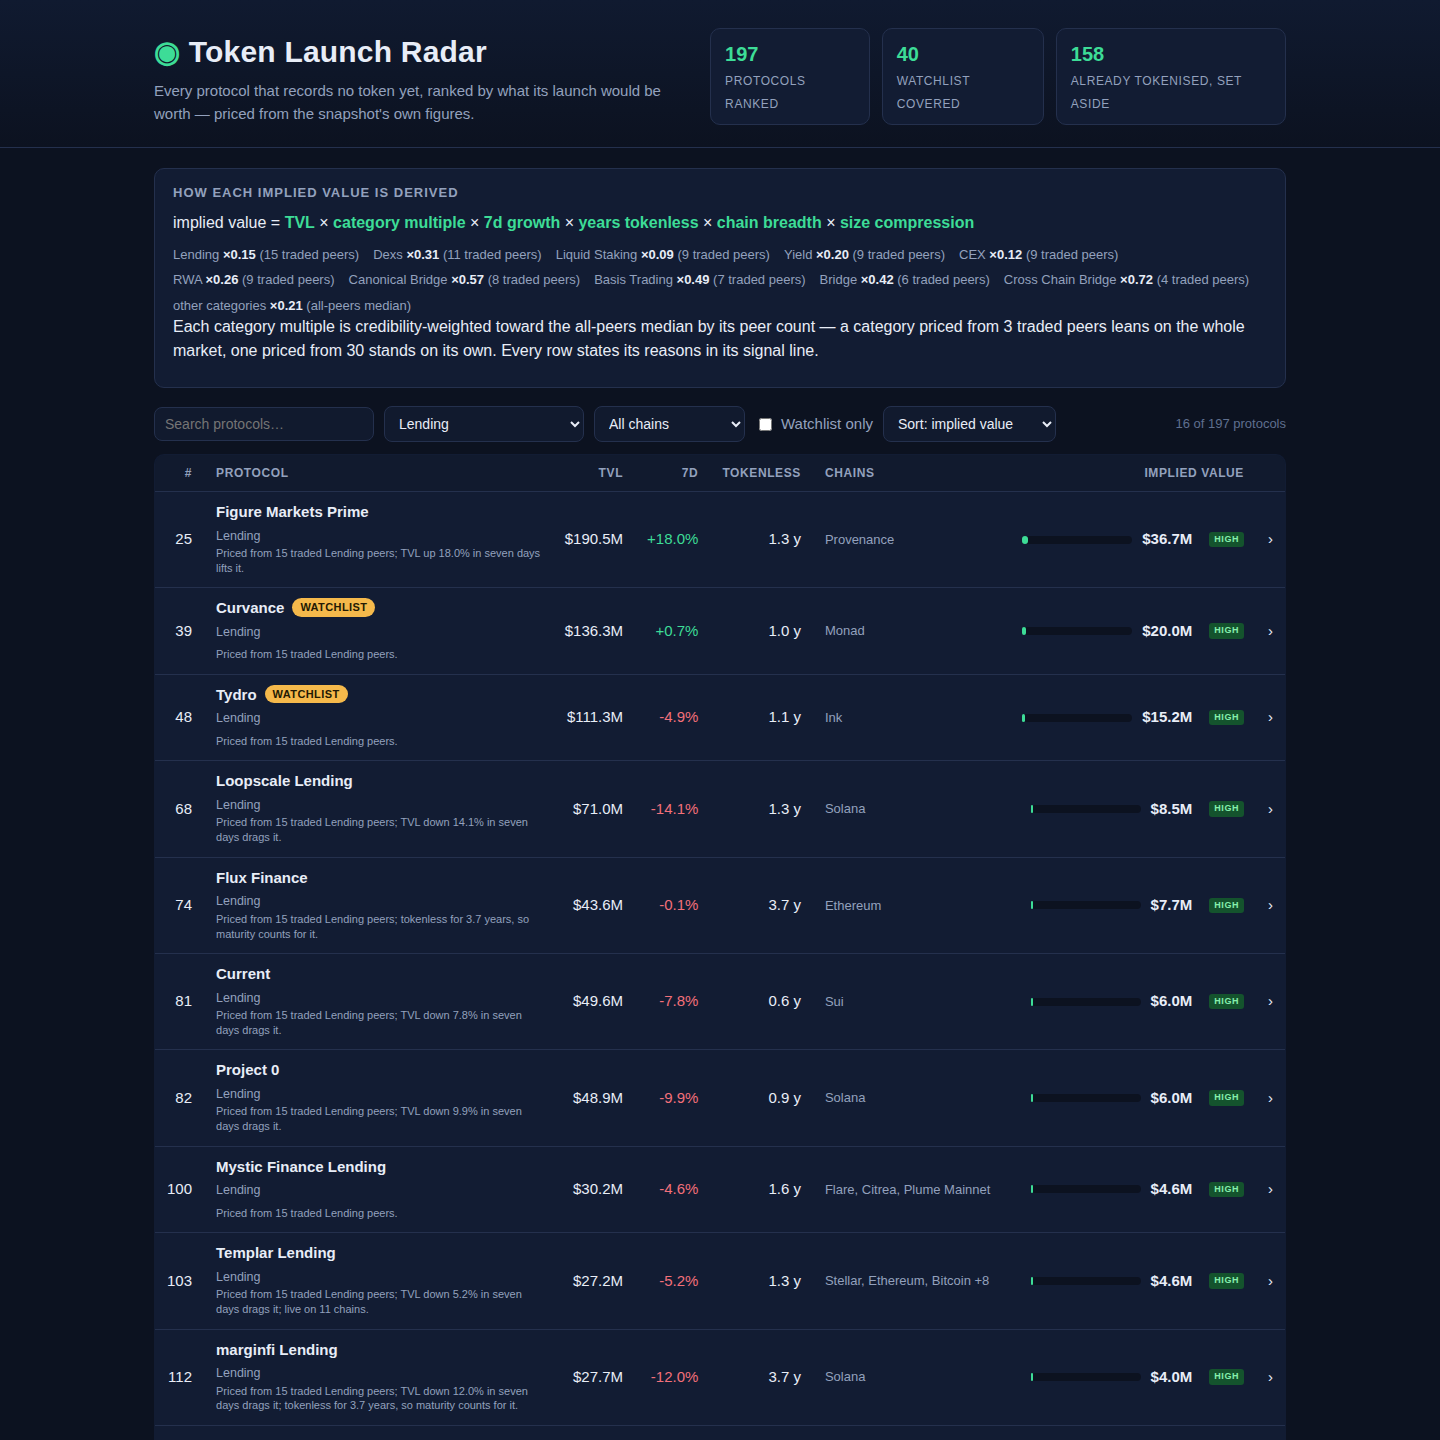 Token Launch Radar
Every protocol that records no token yet, ranked by what its launch would be
worth — priced from the snapshot's own figures.
197
PROTOCOLS
RANKED
40
WATCHLIST
COVERED
158
ALREADY TOKENISED, SET
ASIDE
HOW EACH IMPLIED VALUE IS DERIVED
implied value = TVL × category multiple × 7d growth × years tokenless × chain breadth × size compression
Lending ×0.15 (15 traded peers) Dexs ×0.31 (11 traded peers) Liquid Staking ×0.09 (9 traded peers) Yield ×0.20 (9 traded peers) CEX ×0.12 (9 traded peers)
RWA ×0.26 (9 traded peers) Canonical Bridge ×0.57 (8 traded peers) Basis Trading ×0.49 (7 traded peers) Bridge ×0.42 (6 traded peers) Cross Chain Bridge ×0.72 (4 traded peers)
other categories ×0.21 (all-peers median)
Each category multiple is credibility-weighted toward the all-peers median by its peer count — a category priced from 3 traded peers leans on the whole
market, one priced from 30 stands on its own. Every row states its reasons in its signal line.
Search protocols… Lending All chains Watchlist only Sort: implied value 16 of 197 protocols
# PROTOCOL TVL 7D TOKENLESS CHAINS IMPLIED VALUE
Figure Markets Prime
Lending
25 $190.5M +18.0% 1.3 y Provenance $36.7M HIGH ›
Priced from 15 traded Lending peers; TVL up 18.0% in seven days
lifts it.
Curvance WATCHLIST
39 Lending $136.3M +0.7% 1.0 y Monad $20.0M HIGH ›
Priced from 15 traded Lending peers.
Tydro WATCHLIST
48 Lending $111.3M -4.9% 1.1 y Ink $15.2M HIGH ›
Priced from 15 traded Lending peers.
Loopscale Lending
Lending
68 $71.0M -14.1% 1.3 y Solana $8.5M HIGH ›
Priced from 15 traded Lending peers; TVL down 14.1% in seven
days drags it.
Flux Finance
Lending
74 $43.6M -0.1% 3.7 y Ethereum $7.7M HIGH ›
Priced from 15 traded Lending peers; tokenless for 3.7 years, so
maturity counts for it.
Current
Lending
81 $49.6M -7.8% 0.6 y Sui $6.0M HIGH ›
Priced from 15 traded Lending peers; TVL down 7.8% in seven
days drags it.
Project 0
Lending
82 $48.9M -9.9% 0.9 y Solana $6.0M HIGH ›
Priced from 15 traded Lending peers; TVL down 9.9% in seven
days drags it.
Mystic Finance Lending
100 Lending $30.2M -4.6% 1.6 y Flare, Citrea, Plume Mainnet $4.6M HIGH ›
Priced from 15 traded Lending peers.
Templar Lending
Lending
103 $27.2M -5.2% 1.3 y Stellar, Ethereum, Bitcoin +8 $4.6M HIGH ›
Priced from 15 traded Lending peers; TVL down 5.2% in seven
days drags it; live on 11 chains.
marginfi Lending
Lending
112 $27.7M -12.0% 3.7 y Solana $4.0M HIGH ›
Priced from 15 traded Lending peers; TVL down 12.0% in seven
days drags it; tokenless for 3.7 years, so maturity counts for it.